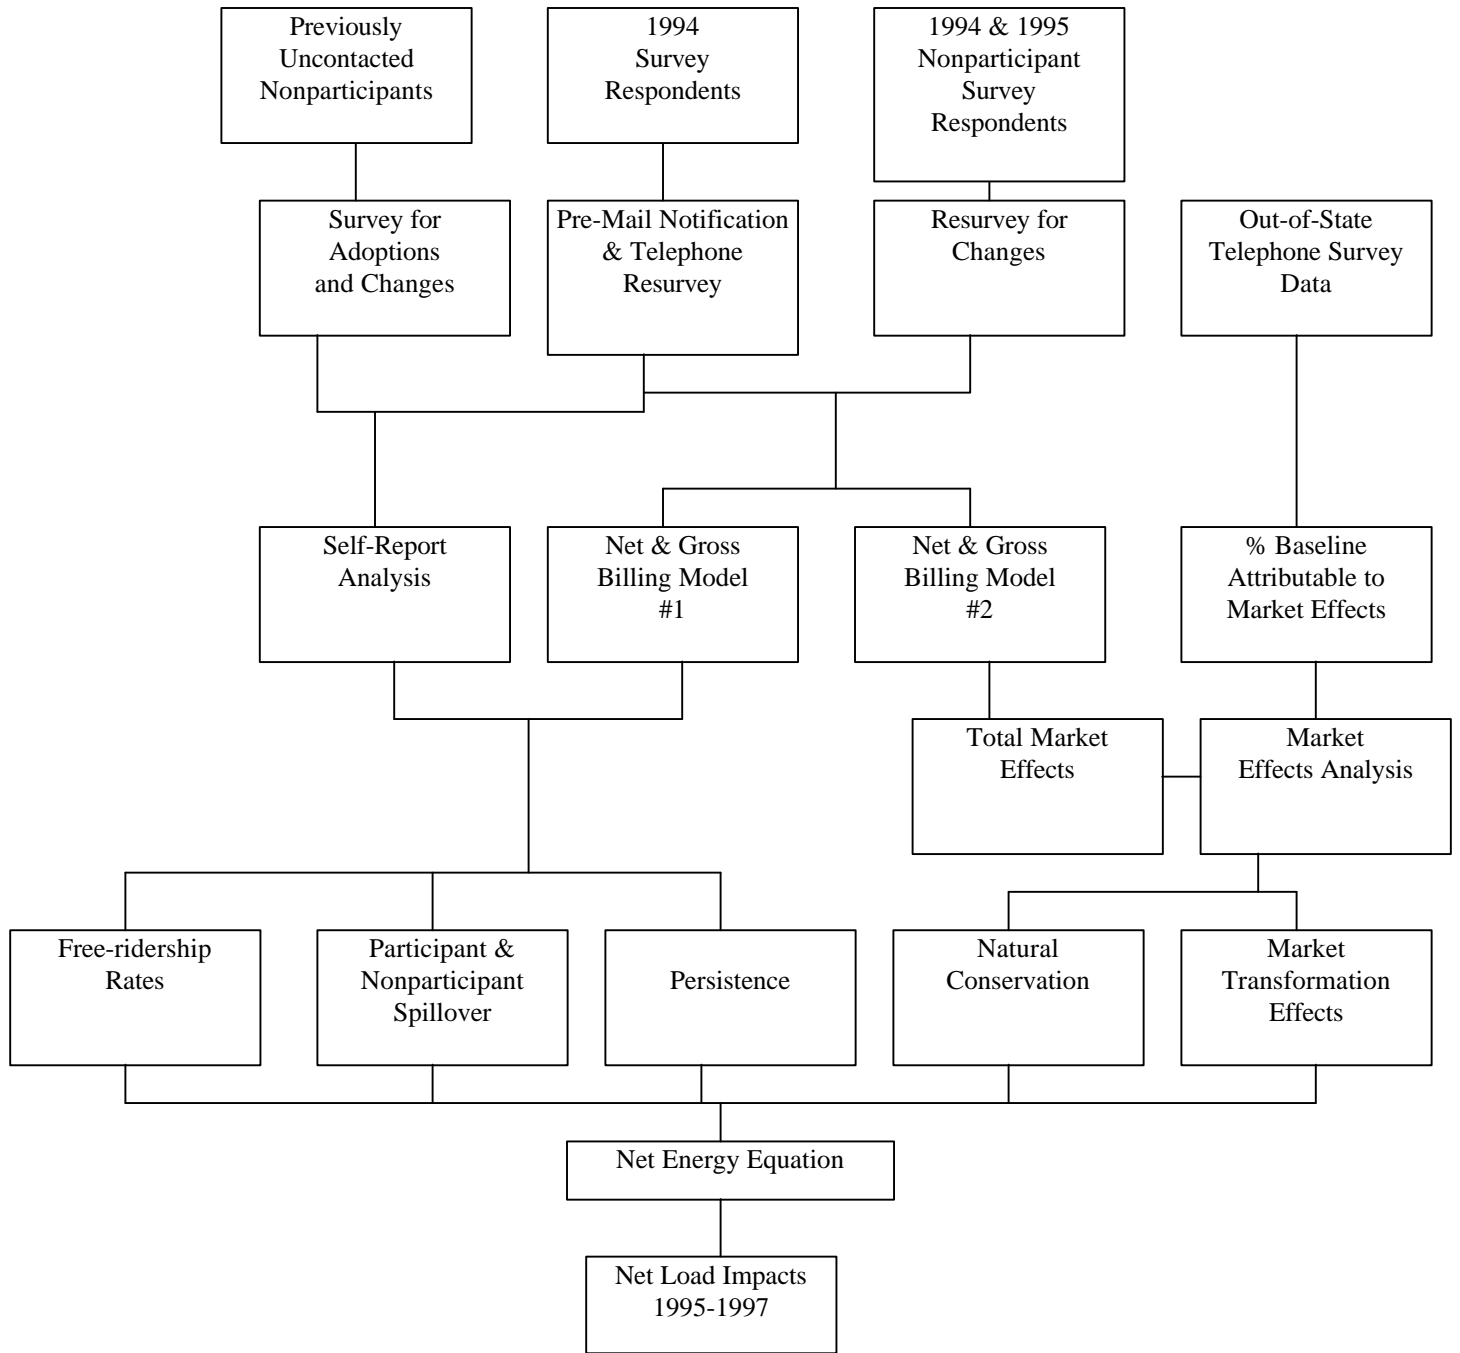 Previously
Uncontacted
Nonparticipants
1994
Survey
Respondents
1994 & 1995
Nonparticipant
Survey
Respondents
Survey for
Adoptions
and Changes
Pre-Mail Notification
& Telephone
Resurvey
Resurvey for
Changes
Out-of-State
Telephone Survey
Data
Self-Report
Analysis
Net & Gross
Billing Model
#1
Net & Gross
Billing Model
#2
% Baseline
Attributable to
Market Effects
Total Market
Effects
Market
Effects Analysis
Free-ridership
Rates
Participant &
Nonparticipant
Spillover
Persistence
Natural
Conservation
Market
Transformation
Effects
Net Energy Equation
Net Load Impacts
1995-1997